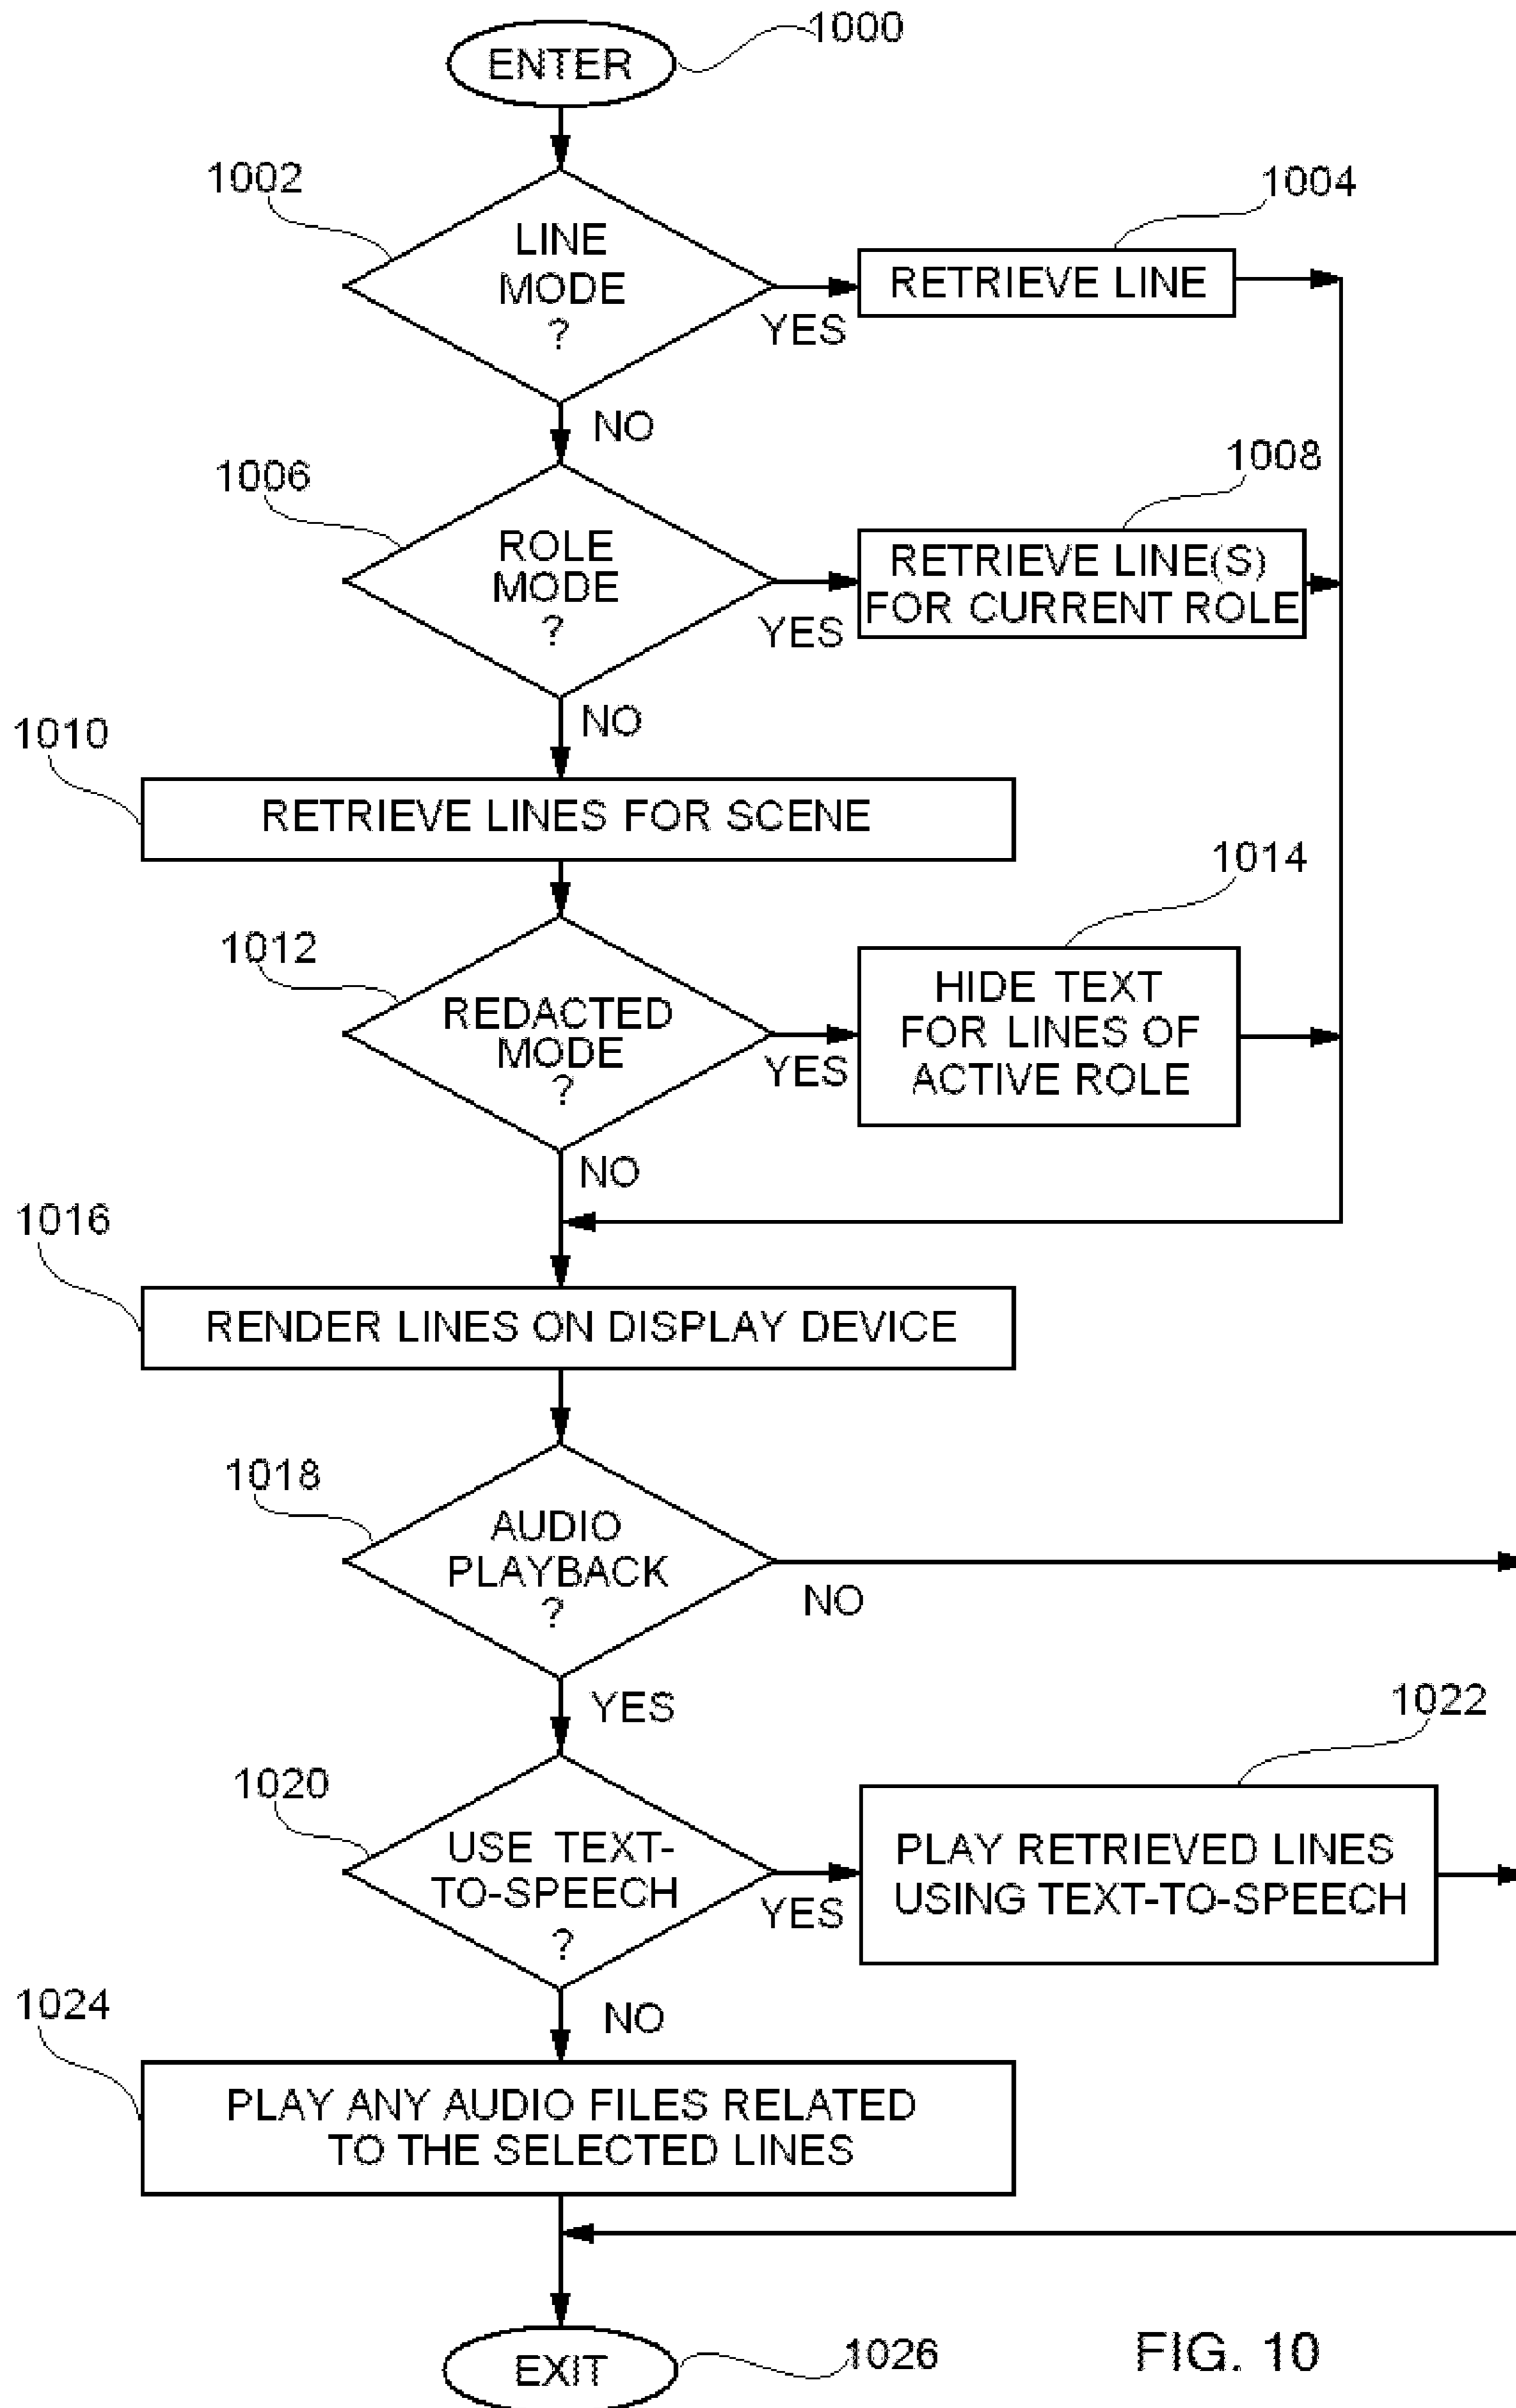 ENTER
1000
1002
LINE
MODE
?
YES
1004
RETRIEVE LINE
NO
1006
ROLE
MODE
?
YES
1008
RETRIEVE LINE(S)
FOR CURRENT ROLE
NO
1010
RETRIEVE LINES FOR SCENE
1012
REDACTED
MODE
?
YES
1014
HIDE TEXT
FOR LINES OF
ACTIVE ROLE
NO
1016
RENDER LINES ON DISPLAY DEVICE
1018
AUDIO
PLAYBACK
?
NO
YES
1020
USE TEXT-
TO-SPEECH
?
YES
1022
PLAY RETRIEVED LINES
USING TEXT-TO-SPEECH
NO
1024
PLAY ANY AUDIO FILES RELATED
TO THE SELECTED LINES
EXIT
1026
FIG. 10